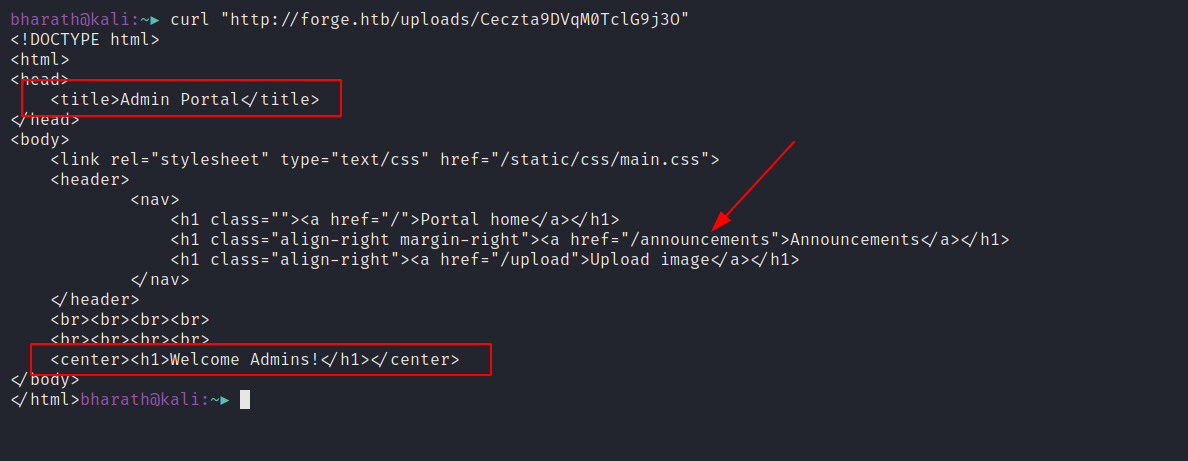 bharath@kali:~► curl "http://forge.htb/uploads/Ceczta9DVqM0TclG9j3O"
<!DOCTYPE html>
<html>
<head>
    <title>Admin Portal</title>
</head>
<body>
    <link rel="stylesheet" type="text/css" href="/static/css/main.css">
    <header>
            <nav>
                <h1 class=""><a href="/">Portal home</a></h1>
                <h1 class="align-right margin-right"><a href="/announcements">Announcements</a></h1>
                <h1 class="align-right"><a href="/upload">Upload image</a></h1>
            </nav>
    </header>
    <br><br><br><br>
    <br><br><br><br>
    <center><h1>Welcome Admins!</h1></center>
</body>
</html>bharath@kali:~►